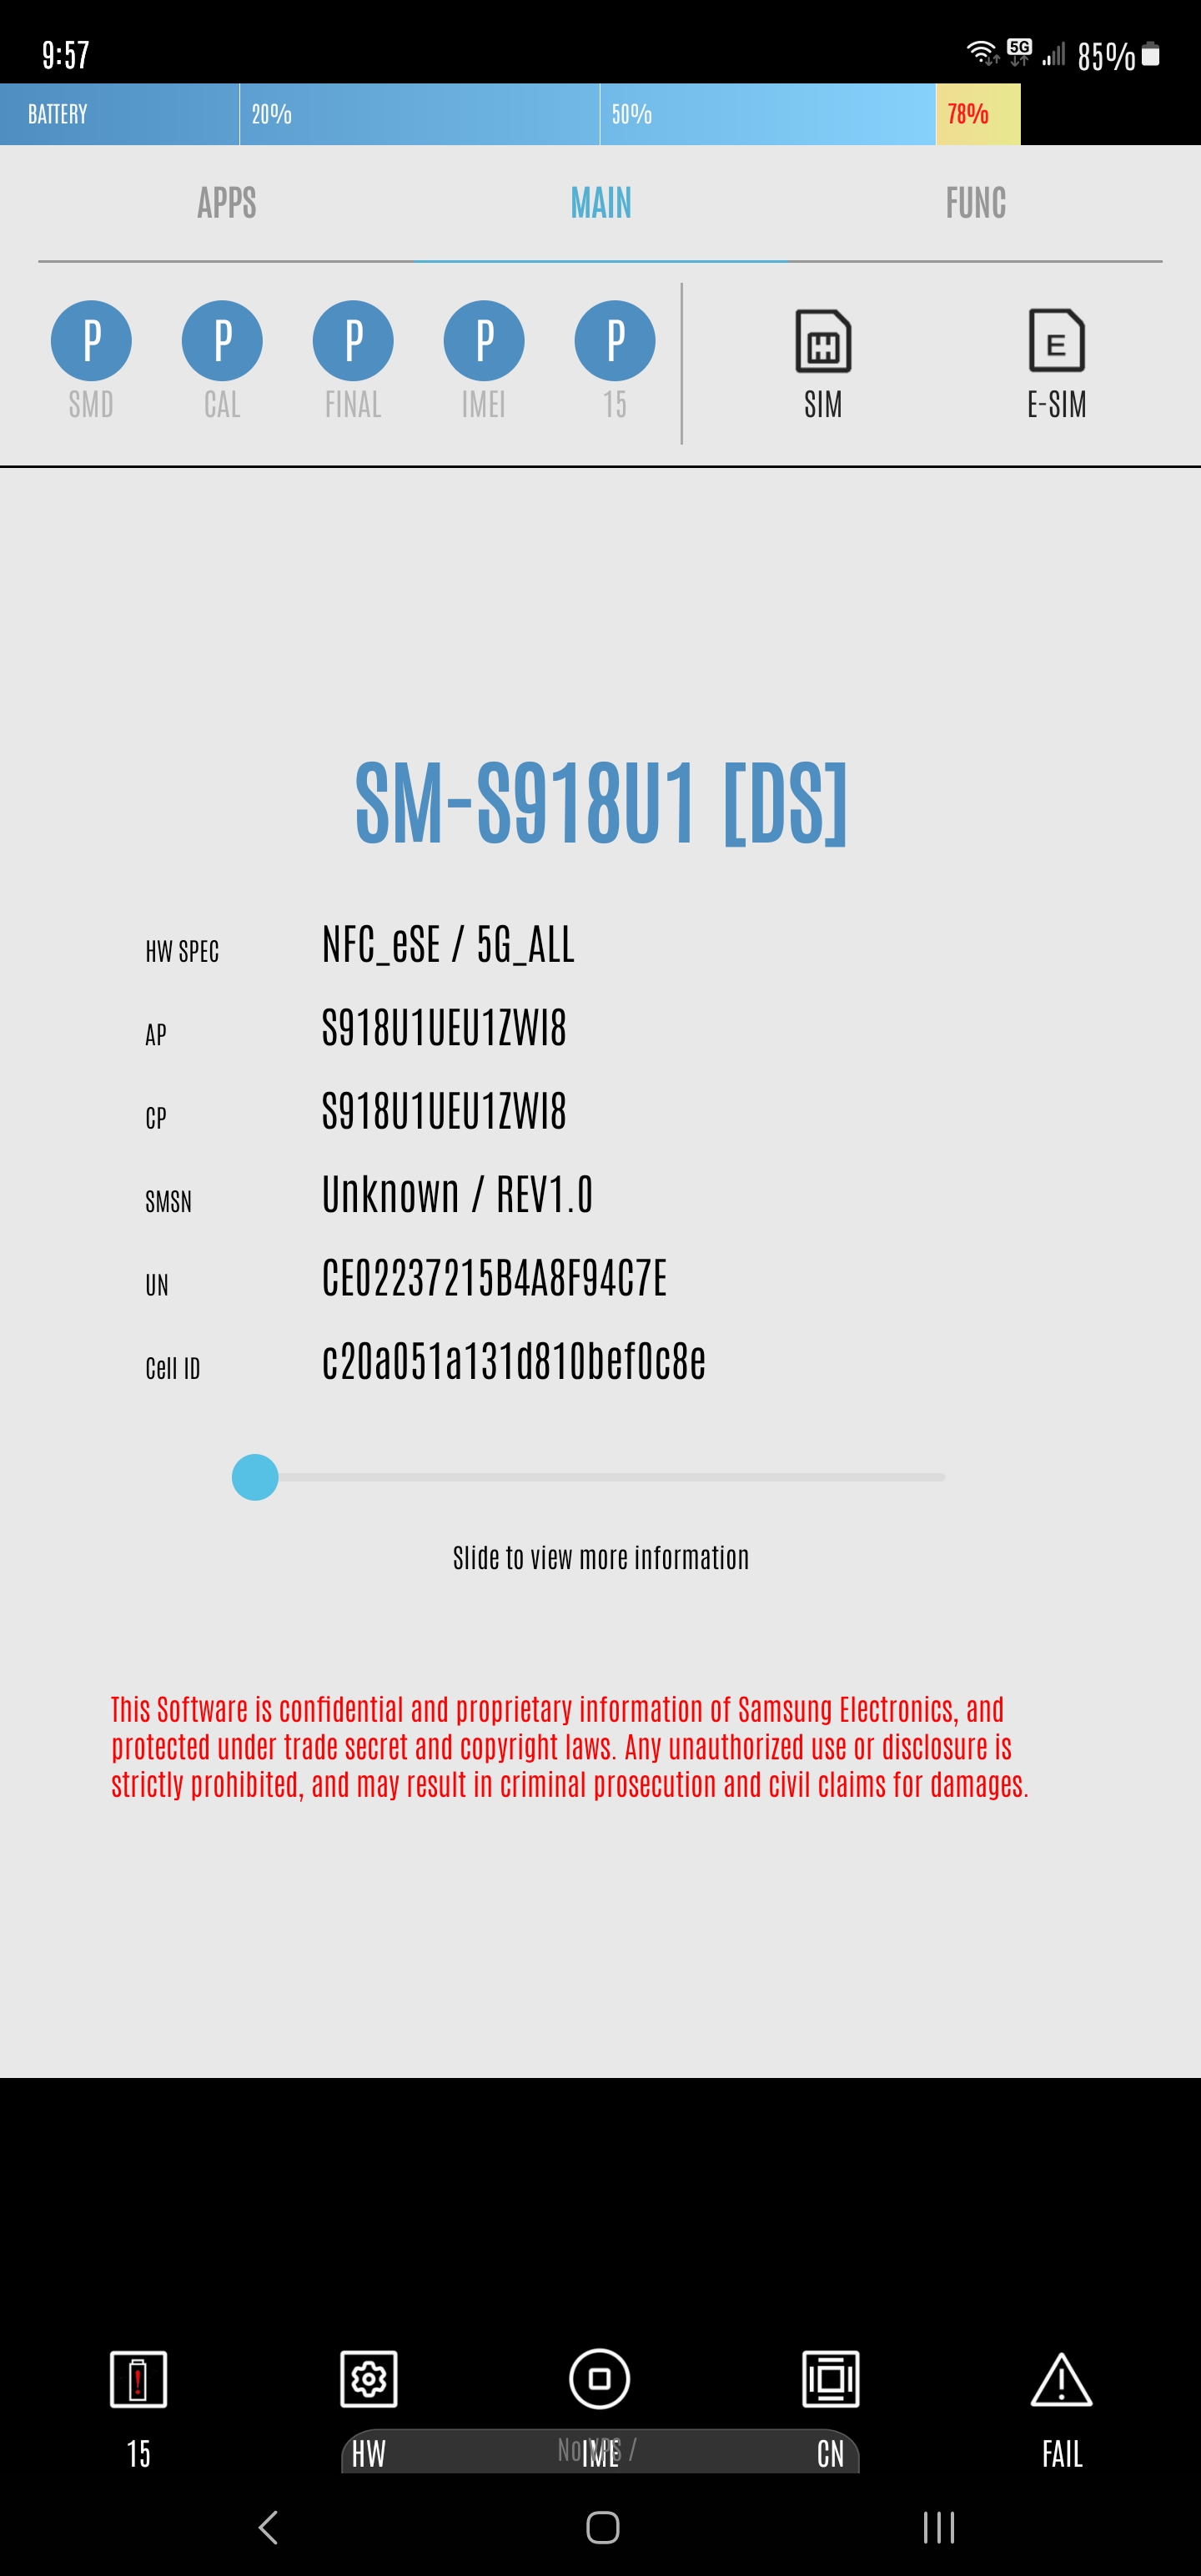 9:57 5G 85%
BATTERY 20% 50% 78%
APPS MAIN FUNC
P P P P P
SMD CAL FINAL IMEI 15 SIM E E-SIM
SM-S918U1 [DS]
HW SPEC NFC_eSE / 5G_ALL
AP S918U1UEU1ZWI8
CP S918U1UEU1ZWI8
SMSN Unknown / REV1.0
UN CE02237215B4A8F94C7E
Cell ID c20a051a131d810bef0c8e
Slide to view more information
This Software is confidential and proprietary information of Samsung Electronics, and
protected under trade secret and copyright laws. Any unauthorized use or disclosure is
strictly prohibited, and may result in criminal prosecution and civil claims for damages.
No VPS /
15 HW IME CN FAIL